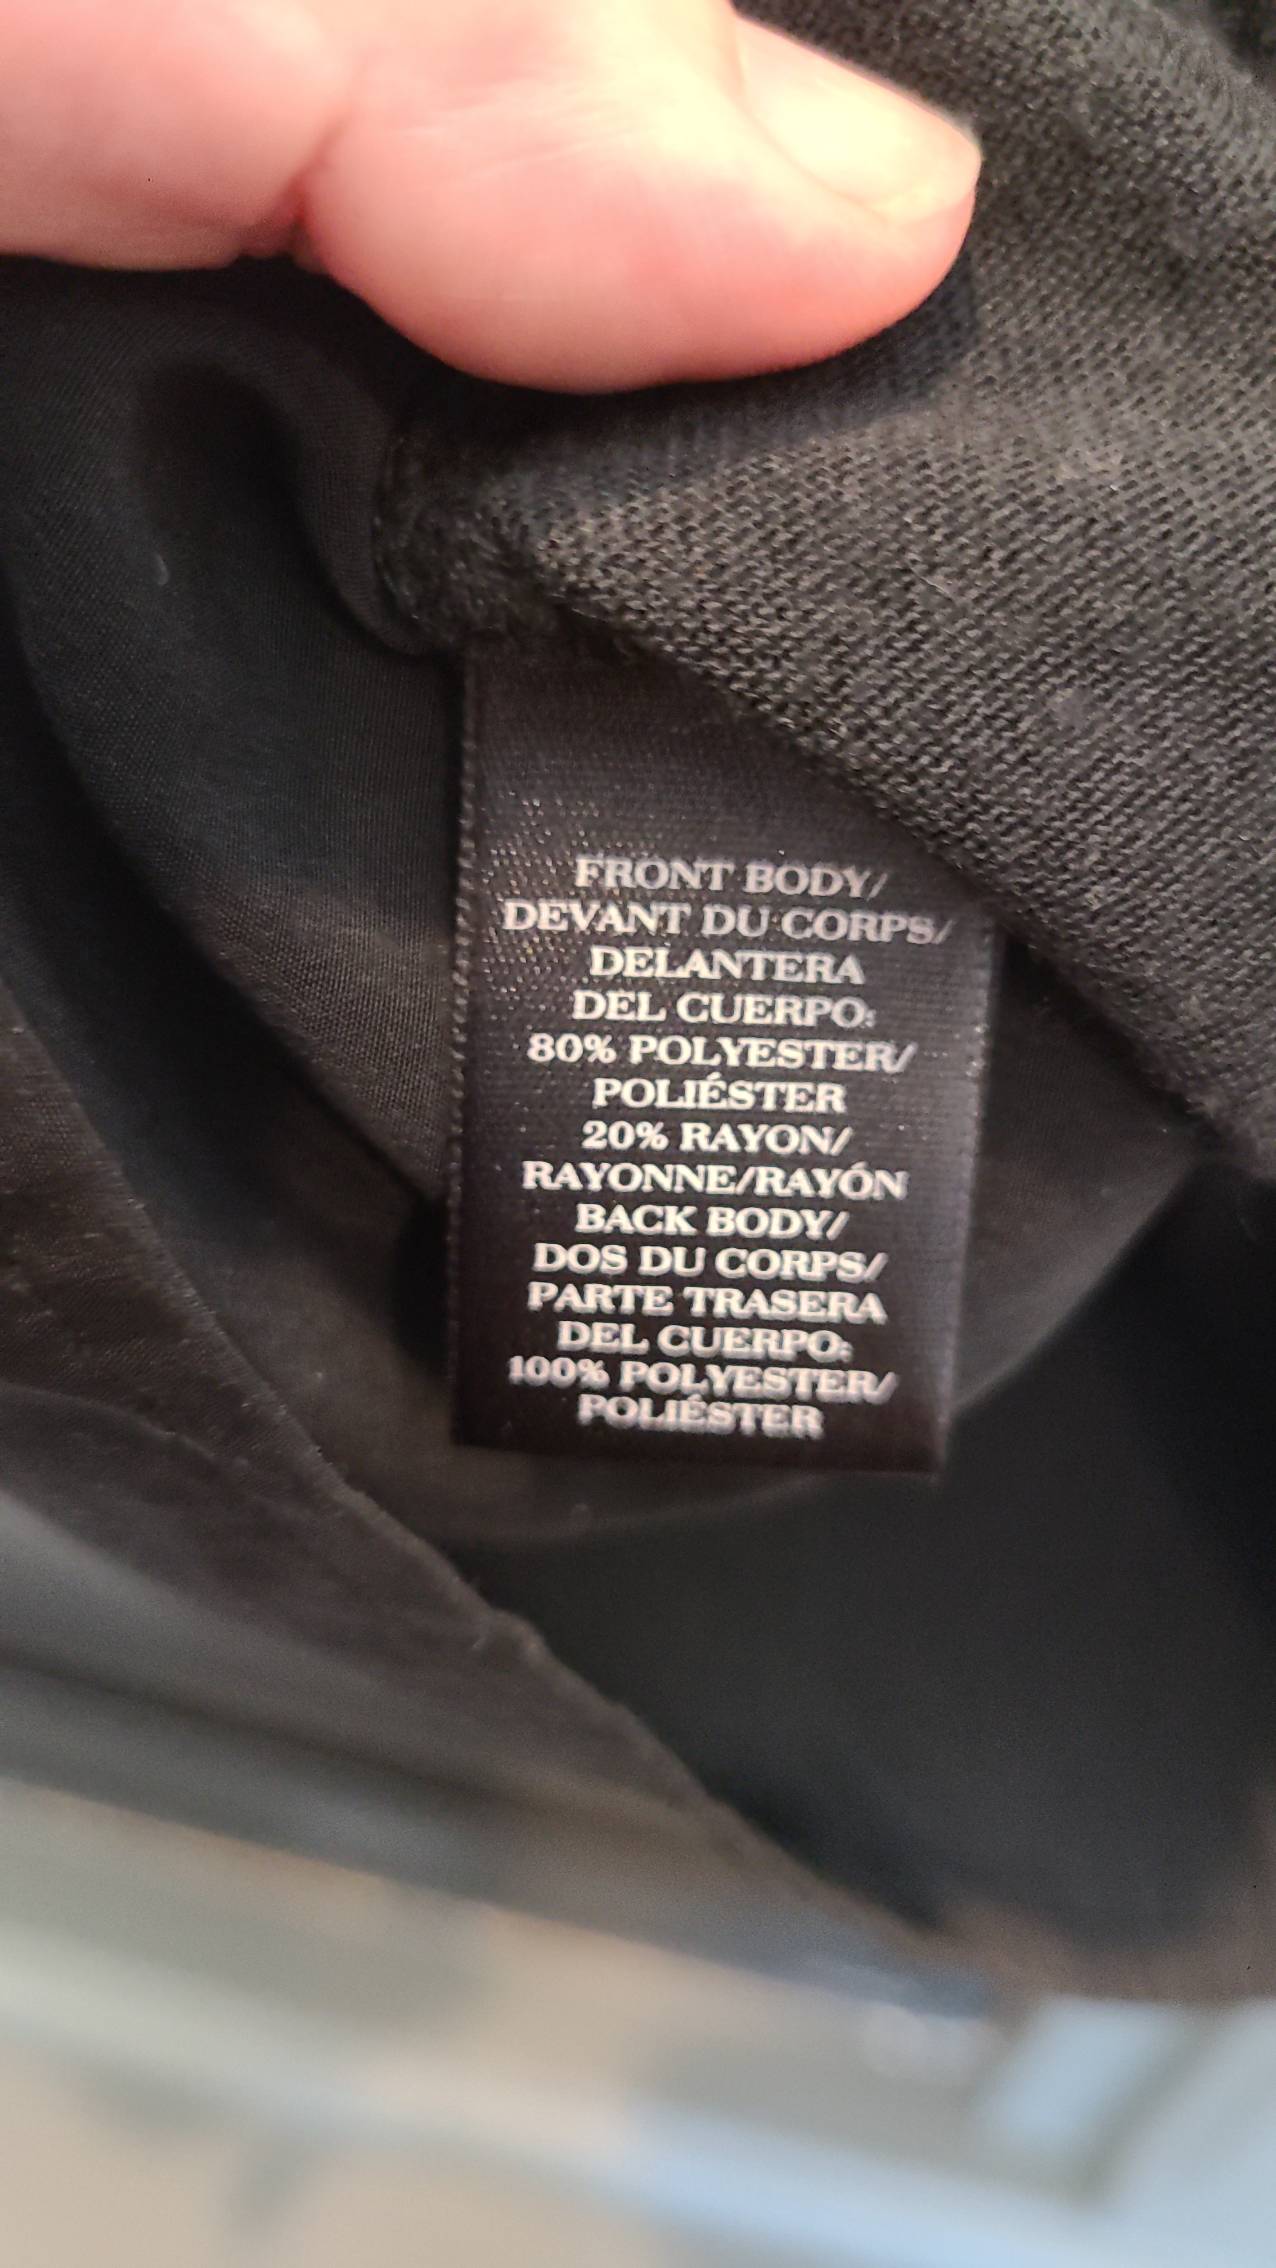 FRONT BODY/
DEVANT DU CORPS/
DELANTERA
DEL CUERPO:
80% POLYESTER/
POLIÉSTER
20% RAYON/
RAYONNE/RAYÓN
BACK BODY/
DOS DU CORPS/
PARTE TRASERA
DEL CUERPO:
100% POLYESTER/
POLIÉSTER